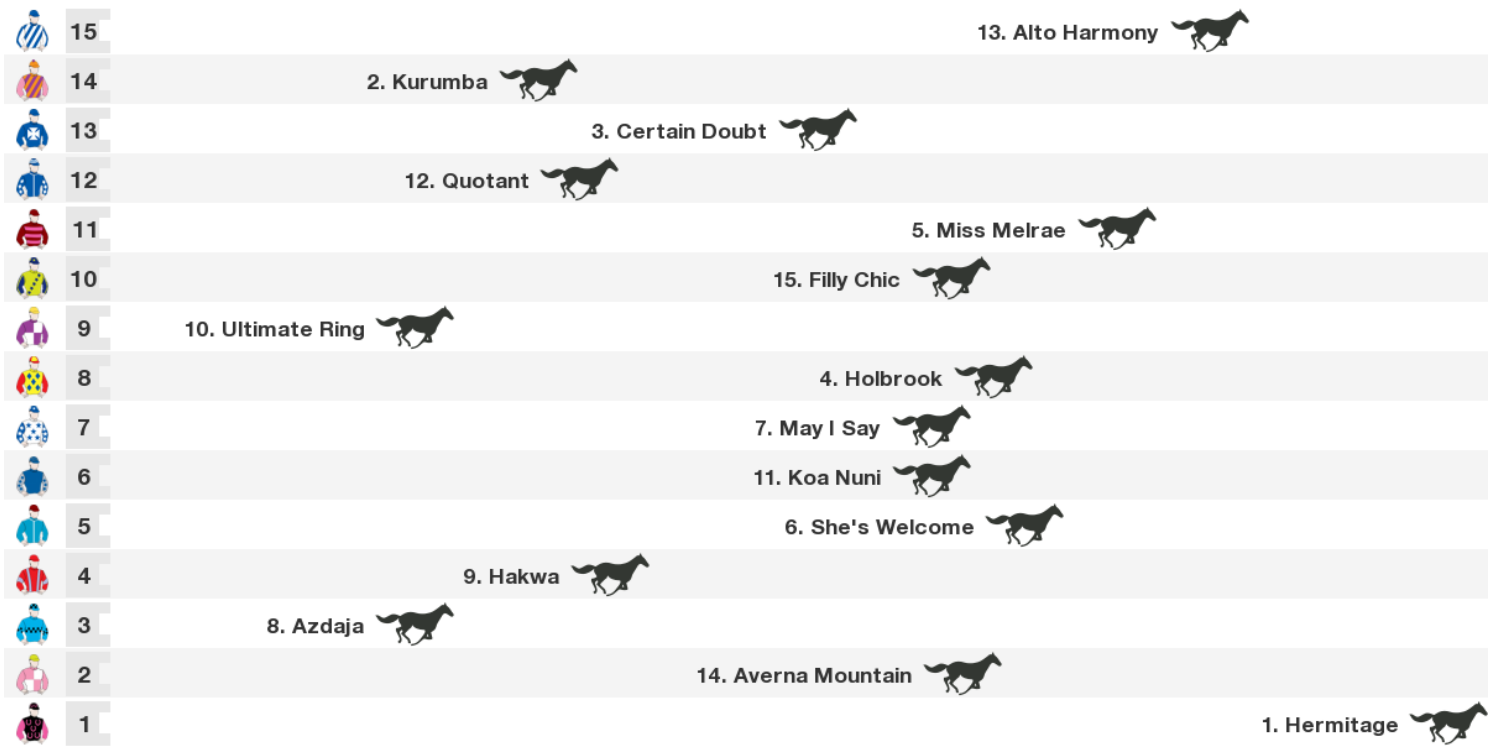 15 13. Alto Harmony
14 2. Kurumba
13 3. Certain Doubt
12 12. Quotant
11 5. Miss Melrae
10 15. Filly Chic
9 10. Ultimate Ring
8 4. Holbrook
7 7. May I Say
6 11. Koa Nuni
5 6. She's Welcome
4 9. Hakwa
3 8. Azdaja
2 14. Averna Mountain
1 1. Hermitage